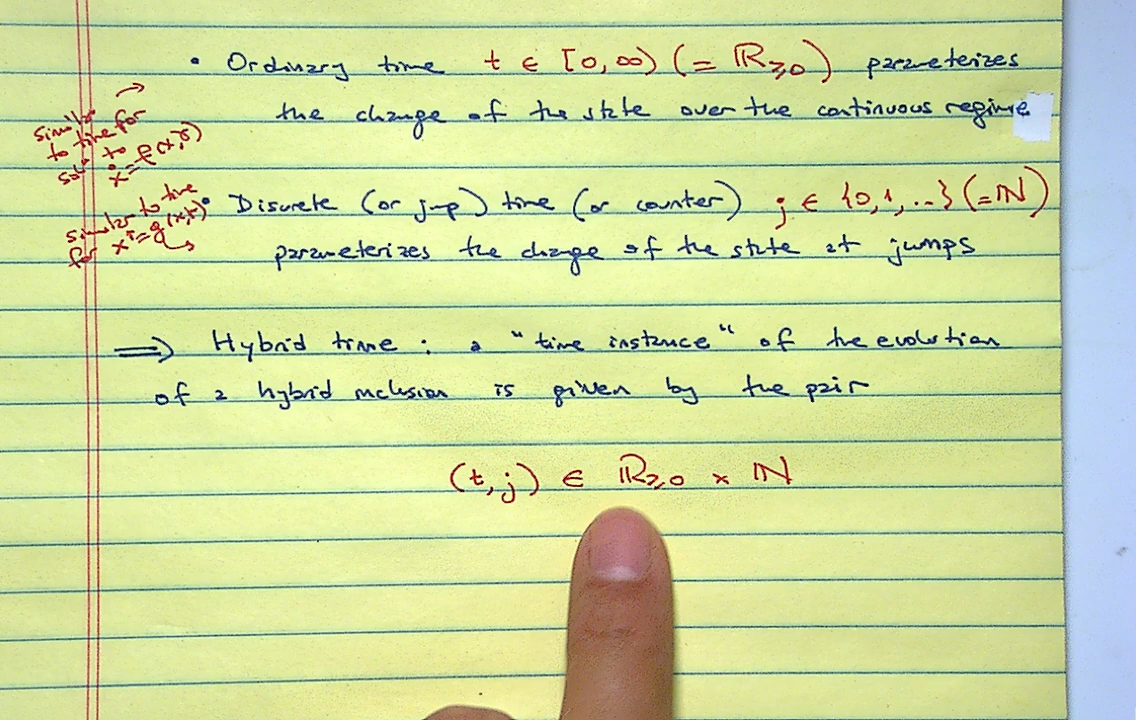 • Ordinary time t ∈ [0, ∞) (= ℝ≥0) parameterizes
the change of the state over the continuous regime
similar
to time for
sol. to
ẋ = f(x,
• Discrete (or jump) time (or counter) j ∈ {0, 1, ...} (=ℕ)
parameterizes the change of the state at jumps
similar to time
for x⁺ = g(x,
⟹ Hybrid time : a "time instance" of the evolution
of a hybrid inclusion is given by the pair
(t, j) ∈ ℝ≥0 × ℕ